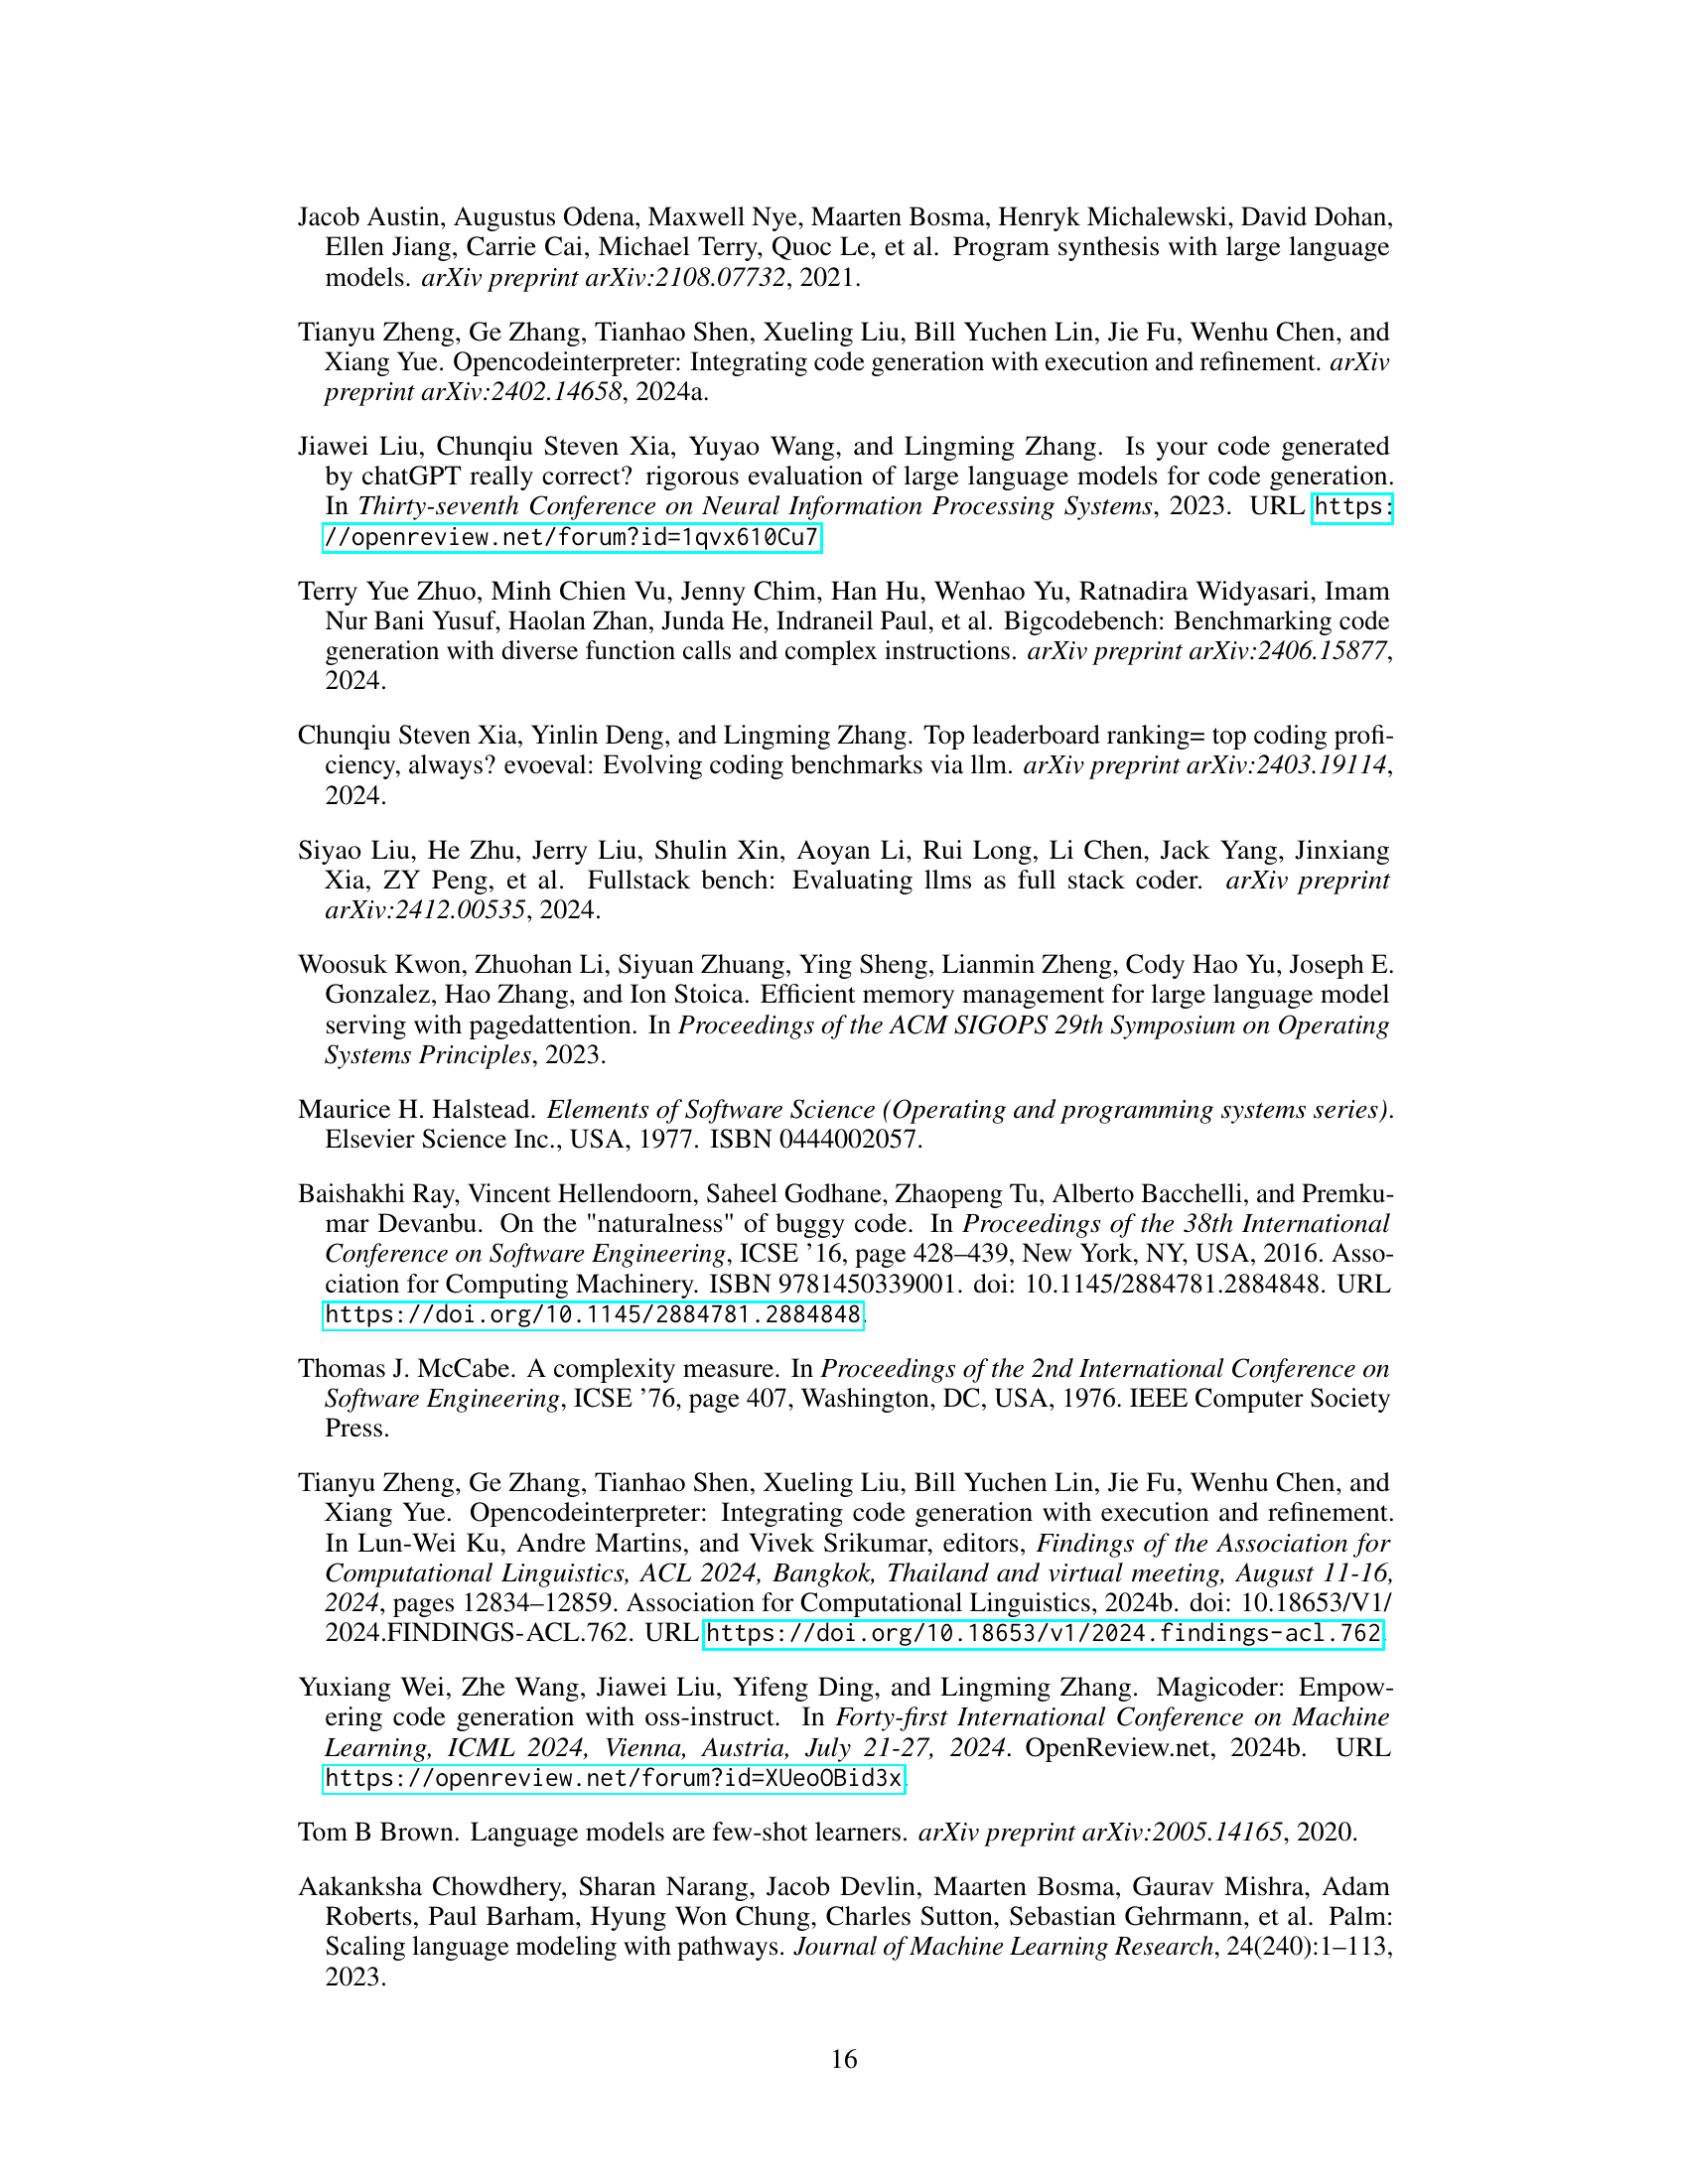 Jacob Austin, Augustus Odena, Maxwell Nye, Maarten Bosma, Henryk Michalewski, David Dohan,
Ellen Jiang, Carrie Cai, Michael Terry, Quoc Le, et al. Program synthesis with large language
models. arXiv preprint arXiv:2108.07732, 2021.
Tianyu Zheng, Ge Zhang, Tianhao Shen, Xueling Liu, Bill Yuchen Lin, Jie Fu, Wenhu Chen, and
Xiang Yue. Opencodeinterpreter: Integrating code generation with execution and refinement. arXiv
preprint arXiv:2402.14658, 2024a.
Jiawei Liu, Chunqiu Steven Xia, Yuyao Wang, and Lingming Zhang. Is your code generated
by chatGPT really correct? rigorous evaluation of large language models for code generation.
In Thirty-seventh Conference on Neural Information Processing Systems, 2023. URL https:
//openreview.net/forum?id=1qvx610Cu7.
Terry Yue Zhuo, Minh Chien Vu, Jenny Chim, Han Hu, Wenhao Yu, Ratnadira Widyasari, Imam
Nur Bani Yusuf, Haolan Zhan, Junda He, Indraneil Paul, et al. Bigcodebench: Benchmarking code
generation with diverse function calls and complex instructions. arXiv preprint arXiv:2406.15877,
2024.
Chunqiu Steven Xia, Yinlin Deng, and Lingming Zhang. Top leaderboard ranking= top coding profi-
ciency, always? evoeval: Evolving coding benchmarks via llm. arXiv preprint arXiv:2403.19114,
2024.
Siyao Liu, He Zhu, Jerry Liu, Shulin Xin, Aoyan Li, Rui Long, Li Chen, Jack Yang, Jinxiang
Xia, ZY Peng, et al. Fullstack bench: Evaluating llms as full stack coder. arXiv preprint
arXiv:2412.00535, 2024.
Woosuk Kwon, Zhuohan Li, Siyuan Zhuang, Ying Sheng, Lianmin Zheng, Cody Hao Yu, Joseph E.
Gonzalez, Hao Zhang, and Ion Stoica. Efficient memory management for large language model
serving with pagedattention. In Proceedings of the ACM SIGOPS 29th Symposium on Operating
Systems Principles, 2023.
Maurice H. Halstead. Elements of Software Science (Operating and programming systems series).
Elsevier Science Inc., USA, 1977. ISBN 0444002057.
Baishakhi Ray, Vincent Hellendoorn, Saheel Godhane, Zhaopeng Tu, Alberto Bacchelli, and Premku-
mar Devanbu. On the "naturalness" of buggy code. In Proceedings of the 38th International
Conference on Software Engineering, ICSE ’16, page 428–439, New York, NY, USA, 2016. Asso-
ciation for Computing Machinery. ISBN 9781450339001. doi: 10.1145/2884781.2884848. URL
https://doi.org/10.1145/2884781.2884848.
Thomas J. McCabe. A complexity measure. In Proceedings of the 2nd International Conference on
Software Engineering, ICSE ’76, page 407, Washington, DC, USA, 1976. IEEE Computer Society
Press.
Tianyu Zheng, Ge Zhang, Tianhao Shen, Xueling Liu, Bill Yuchen Lin, Jie Fu, Wenhu Chen, and
Xiang Yue. Opencodeinterpreter: Integrating code generation with execution and refinement.
In Lun-Wei Ku, Andre Martins, and Vivek Srikumar, editors, Findings of the Association for
Computational Linguistics, ACL 2024, Bangkok, Thailand and virtual meeting, August 11-16,
2024, pages 12834–12859. Association for Computational Linguistics, 2024b. doi: 10.18653/V1/
2024.FINDINGS-ACL.762. URL https://doi.org/10.18653/v1/2024.findings-acl.762.
Yuxiang Wei, Zhe Wang, Jiawei Liu, Yifeng Ding, and Lingming Zhang. Magicoder: Empow-
ering code generation with oss-instruct. In Forty-first International Conference on Machine
Learning, ICML 2024, Vienna, Austria, July 21-27, 2024. OpenReview.net, 2024b. URL
https://openreview.net/forum?id=XUeoOBid3x.
Tom B Brown. Language models are few-shot learners. arXiv preprint arXiv:2005.14165, 2020.
Aakanksha Chowdhery, Sharan Narang, Jacob Devlin, Maarten Bosma, Gaurav Mishra, Adam
Roberts, Paul Barham, Hyung Won Chung, Charles Sutton, Sebastian Gehrmann, et al. Palm:
Scaling language modeling with pathways. Journal of Machine Learning Research, 24(240):1–113,
2023.
16